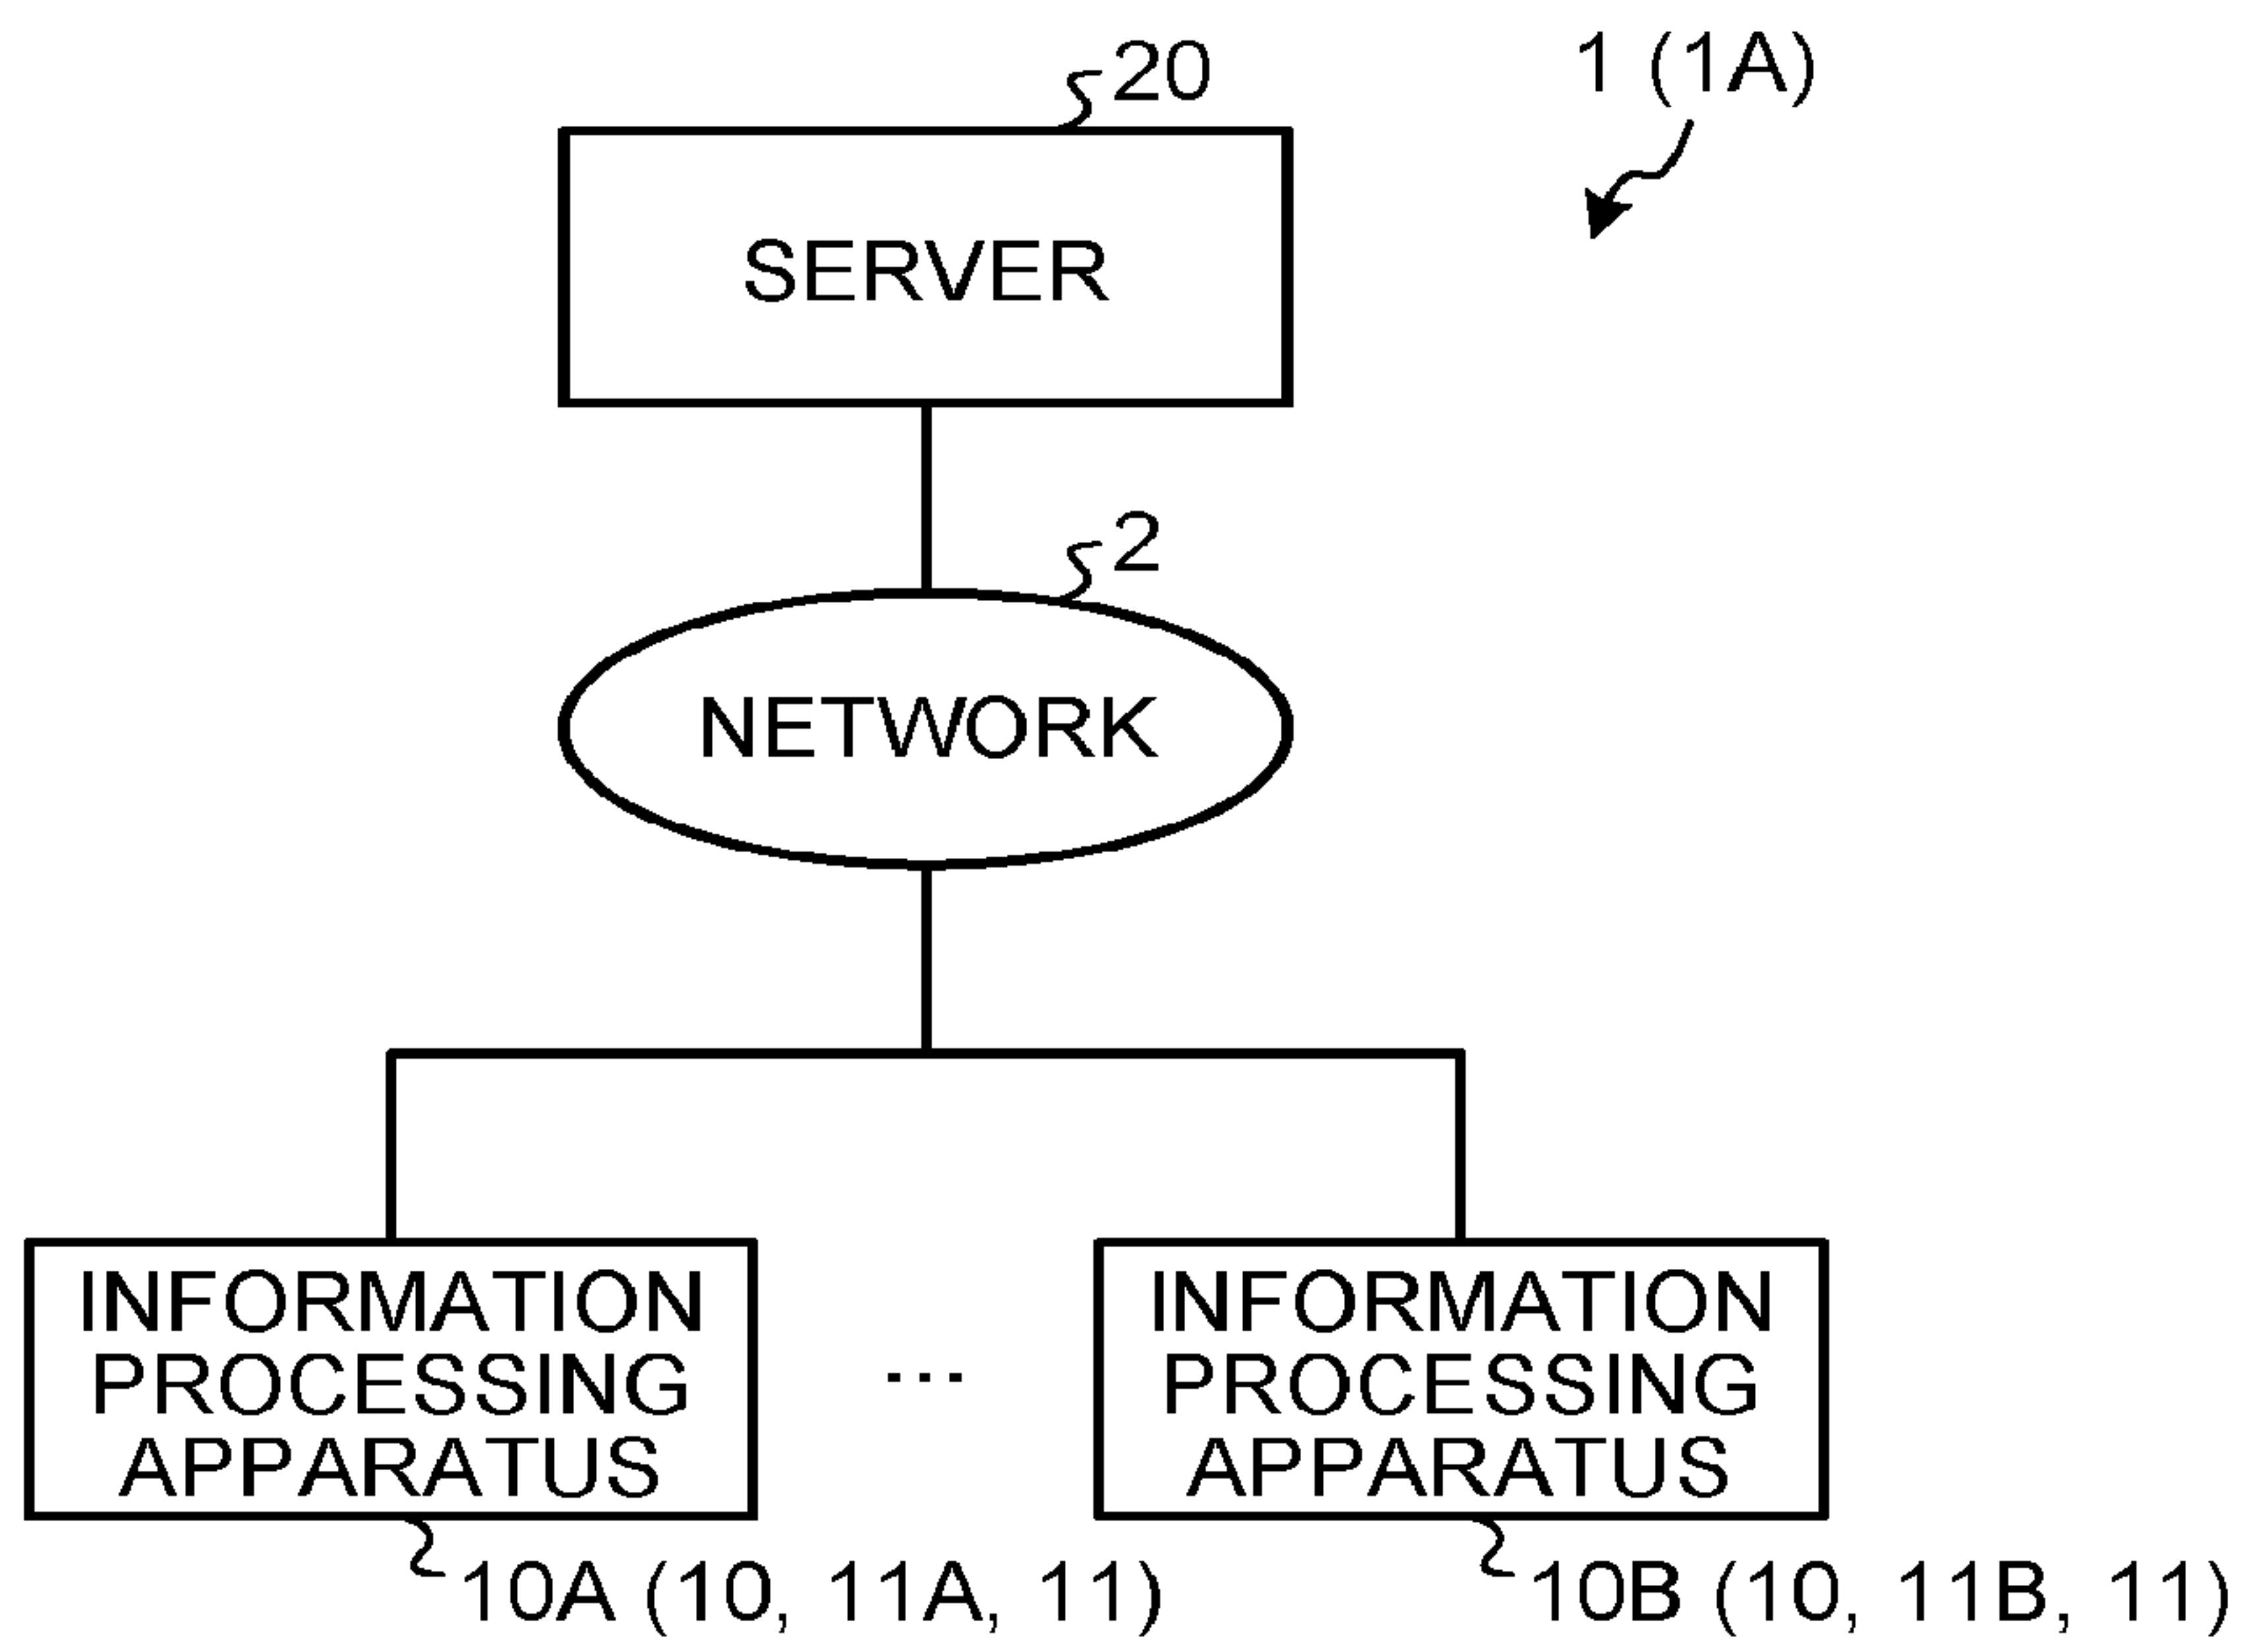 20
1 (1A)
SERVER
2
NETWORK
INFORMATION
PROCESSING
APPARATUS
...
INFORMATION
PROCESSING
APPARATUS
10A (10, 11A, 11)
10B (10, 11B, 11)